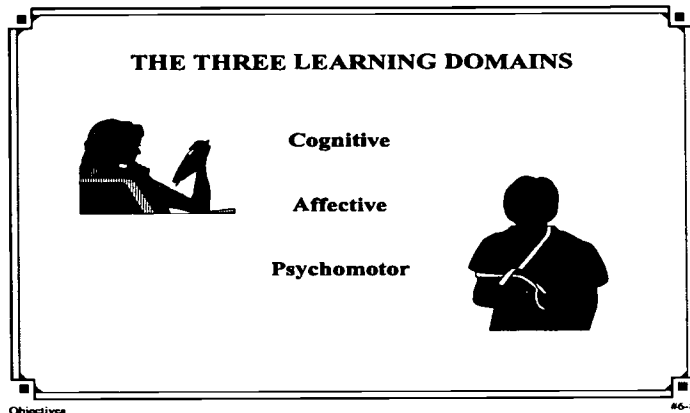 THE THREE LEARNING DOMAINS
Cognitive
Affective
Psychomotor
Objectives